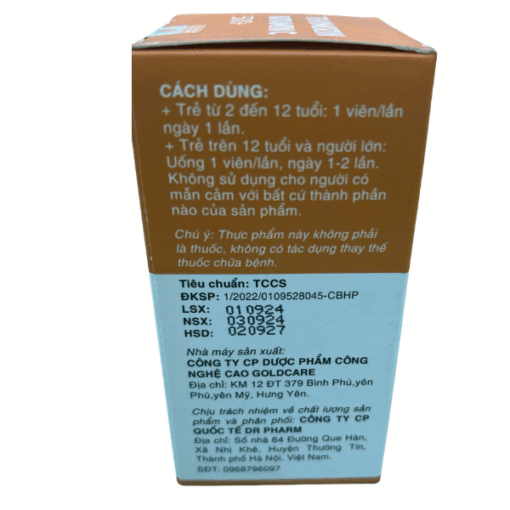 CÁCH DÙNG:
+ Trẻ từ 2 đến 12 tuổi: 1 viên/lần
ngày 1 lần.
+ Trẻ trên 12 tuổi và người lớn:
Uống 1 viên/lần, ngày 1-2 lần.
Không sử dụng cho người có
mẫn cảm với bất cứ thành phần
nào của sản phẩm.
Chú ý: Thực phẩm này không phải
là thuốc, không có tác dụng thay thế
thuốc chữa bệnh.
Tiêu chuẩn: TCCS
ĐKSP: 1/2022/0109528045-CBHP
LSX: 010924
NSX: 030924
HSD: 020927
Nhà máy sản xuất:
CÔNG TY CP DƯỢC PHẨM CÔNG
NGHỆ CAO GOLDCARE
Địa chỉ: KM 12 ĐT 379 Bình Phú,yên
Phú,yên Mỹ, Hưng Yên.
Chịu trách nhiệm về chất lượng sản
phẩm và phân phối: CÔNG TY CP
QUỐC TẾ DR PHARM
Địa chỉ: Số nhà 64 Đường Que Hàn,
Xã Nhị Khê, Huyện Thường Tín,
Thành phố Hà Nội, Việt Nam.
SĐT: 0968796097